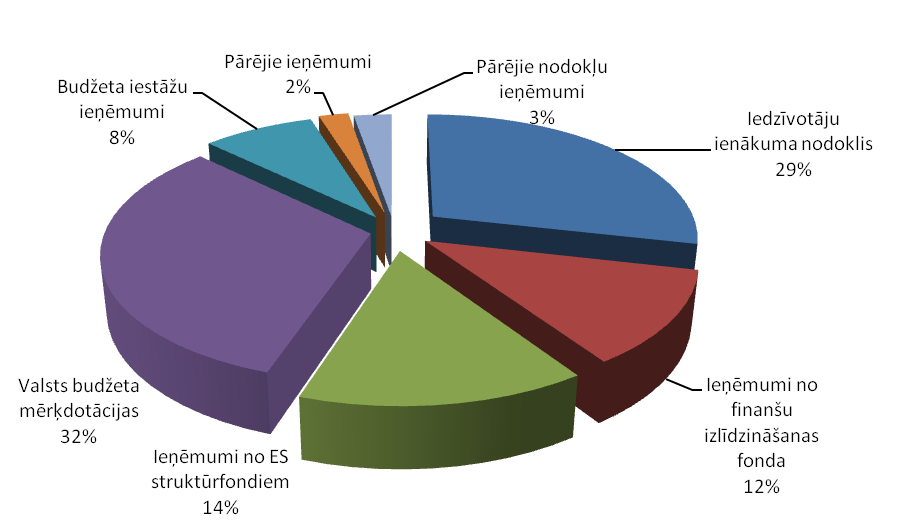 Pārējie ieņēmumi
2%
Pārējie nodokļu
ieņēmumi
3%
Budžeta iestāžu
ieņēmumi
8%
Iedzīvotāju
ienākuma nodoklis
29%
Valsts budžeta
mērķdotācijas
32%
Ieņēmumi no
finanšu
izlīdzināšanas
fonda
12%
Ieņēmumi no ES
struktūrfondiem
14%